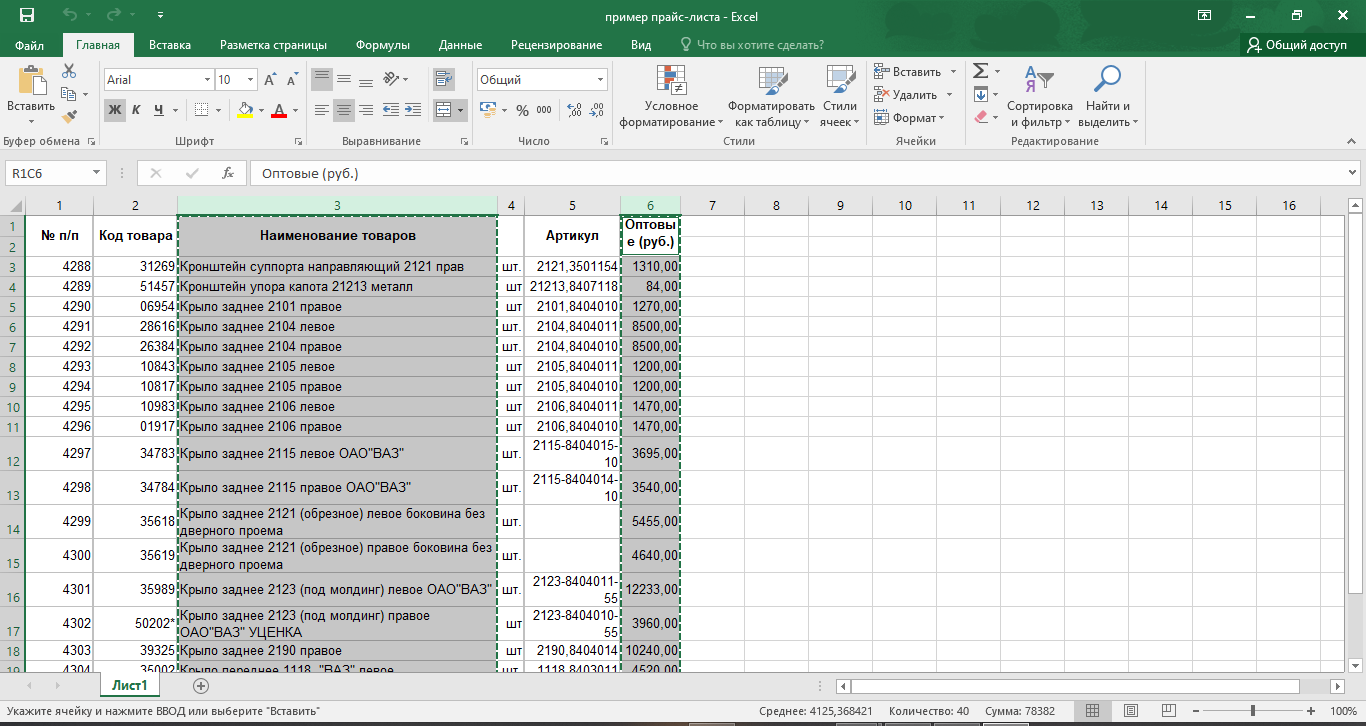 пример прайс-листа - Excel
Файл Главная Вставка Разметка страницы Формулы Данные Рецензирование Вид Что вы хотите сделать? Общий доступ
Вставить
Буфер обмена
Arial 10
Ж К Ч А
Шрифт
Выравнивание
Общий
% 000
Число
Условное форматирование
Форматировать как таблицу
Стили ячеек
Стили
Вставить
Удалить
Формат
Ячейки
Сортировка и фильтр
Найти и выделить
Редактирование
R1C6 fx Оптовые (руб.)
1 2 3 4 5 6 7 8 9 10 11 12 13 14 15 16
1 № п/п Код товара Наименование товаров Артикул Оптовы
2 е (руб.)
3 4288 31269 Кронштейн суппорта направляющий 2121 прав шт. 2121,3501154 1310,00
4 4289 51457 Кронштейн упора капота 21213 металл шт 21213,8407118 84,00
5 4290 06954 Крыло заднее 2101 правое шт 2101,8404010 1270,00
6 4291 28616 Крыло заднее 2104 левое шт. 2104,8404011 8500,00
7 4292 26384 Крыло заднее 2104 правое шт. 2104,8404010 8500,00
8 4293 10843 Крыло заднее 2105 левое шт 2105,8404011 1200,00
9 4294 10817 Крыло заднее 2105 правое шт 2105,8404010 1200,00
10 4295 10983 Крыло заднее 2106 левое шт 2106,8404011 1470,00
11 4296 01917 Крыло заднее 2106 правое шт 2106,8404010 1470,00
12 4297 34783 Крыло заднее 2115 левое ОАО"ВАЗ" шт. 2115-8404015-
10 3695,00
13 4298 34784 Крыло заднее 2115 правое ОАО"ВАЗ" шт. 2115-8404014-
10 3540,00
14 4299 35618 Крыло заднее 2121 (обрезное) левое боковина без
дверного проема шт. 5455,00
15 4300 35619 Крыло заднее 2121 (обрезное) правое боковина без
дверного проема шт. 4640,00
16 4301 35989 Крыло заднее 2123 (под молдинг) левое ОАО"ВАЗ" шт. 2123-8404011-
55 12233,00
17 4302 50202* Крыло заднее 2123 (под молдинг) правое
ОАО"ВАЗ" УЦЕНКА шт 2123-8404010-
55 3960,00
18 4303 39325 Крыло заднее 2190 правое шт 2190,8404014 10240,00
19 4304 35002 Крыло переднее 1118 "ВАЗ" левое шт 1118,8403011 4520,00
Лист1
Укажите ячейку и нажмите ВВОД или выберите "Вставить" Среднее: 4125,368421 Количество: 40 Сумма: 78382 100%